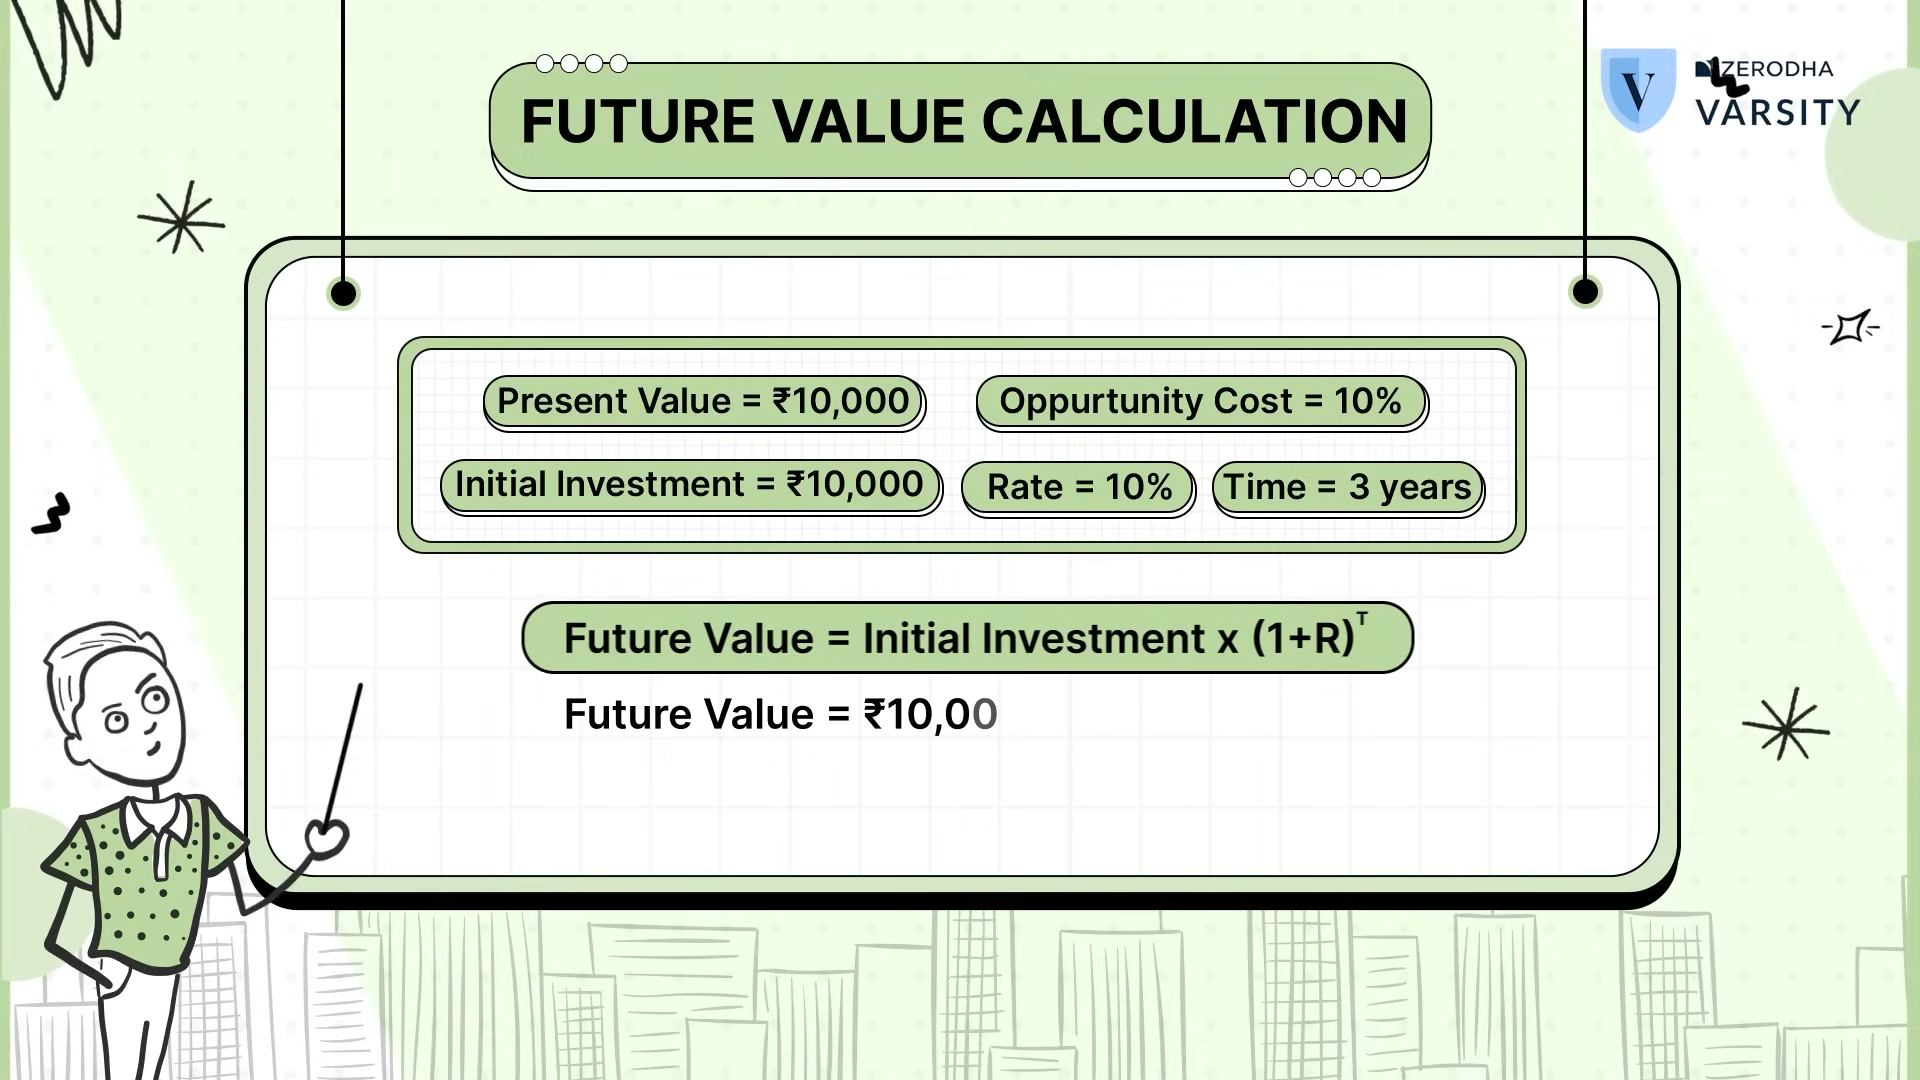 FUTURE VALUE CALCULATION
ZERODHA
VARSITY
V
Present Value = ₹10,000
Oppurtunity Cost = 10%
Initial Investment = ₹10,000
Rate = 10%
Time = 3 years
Future Value = Initial Investment x (1+R)ᵀ
Future Value = ₹10,00